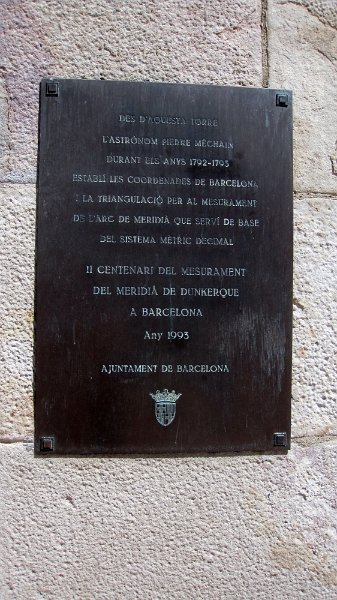 DES D'AQUESTA TORRE
L'ASTRÒNOM PIERRE MÉCHAIN
DURANT ELS ANYS 1792-1793
ESTABLÍ LES COORDENADES DE BARCELONA
I LA TRIANGULACIÓ PER AL MESURAMENT
DE L'ARC DE MERIDIÀ QUE SERVÍ DE BASE
DEL SISTEMA MÈTRIC DECIMAL
II CENTENARI DEL MESURAMENT
DEL MERIDIÀ DE DUNKERQUE
A BARCELONA
Any 1993
AJUNTAMENT DE BARCELONA